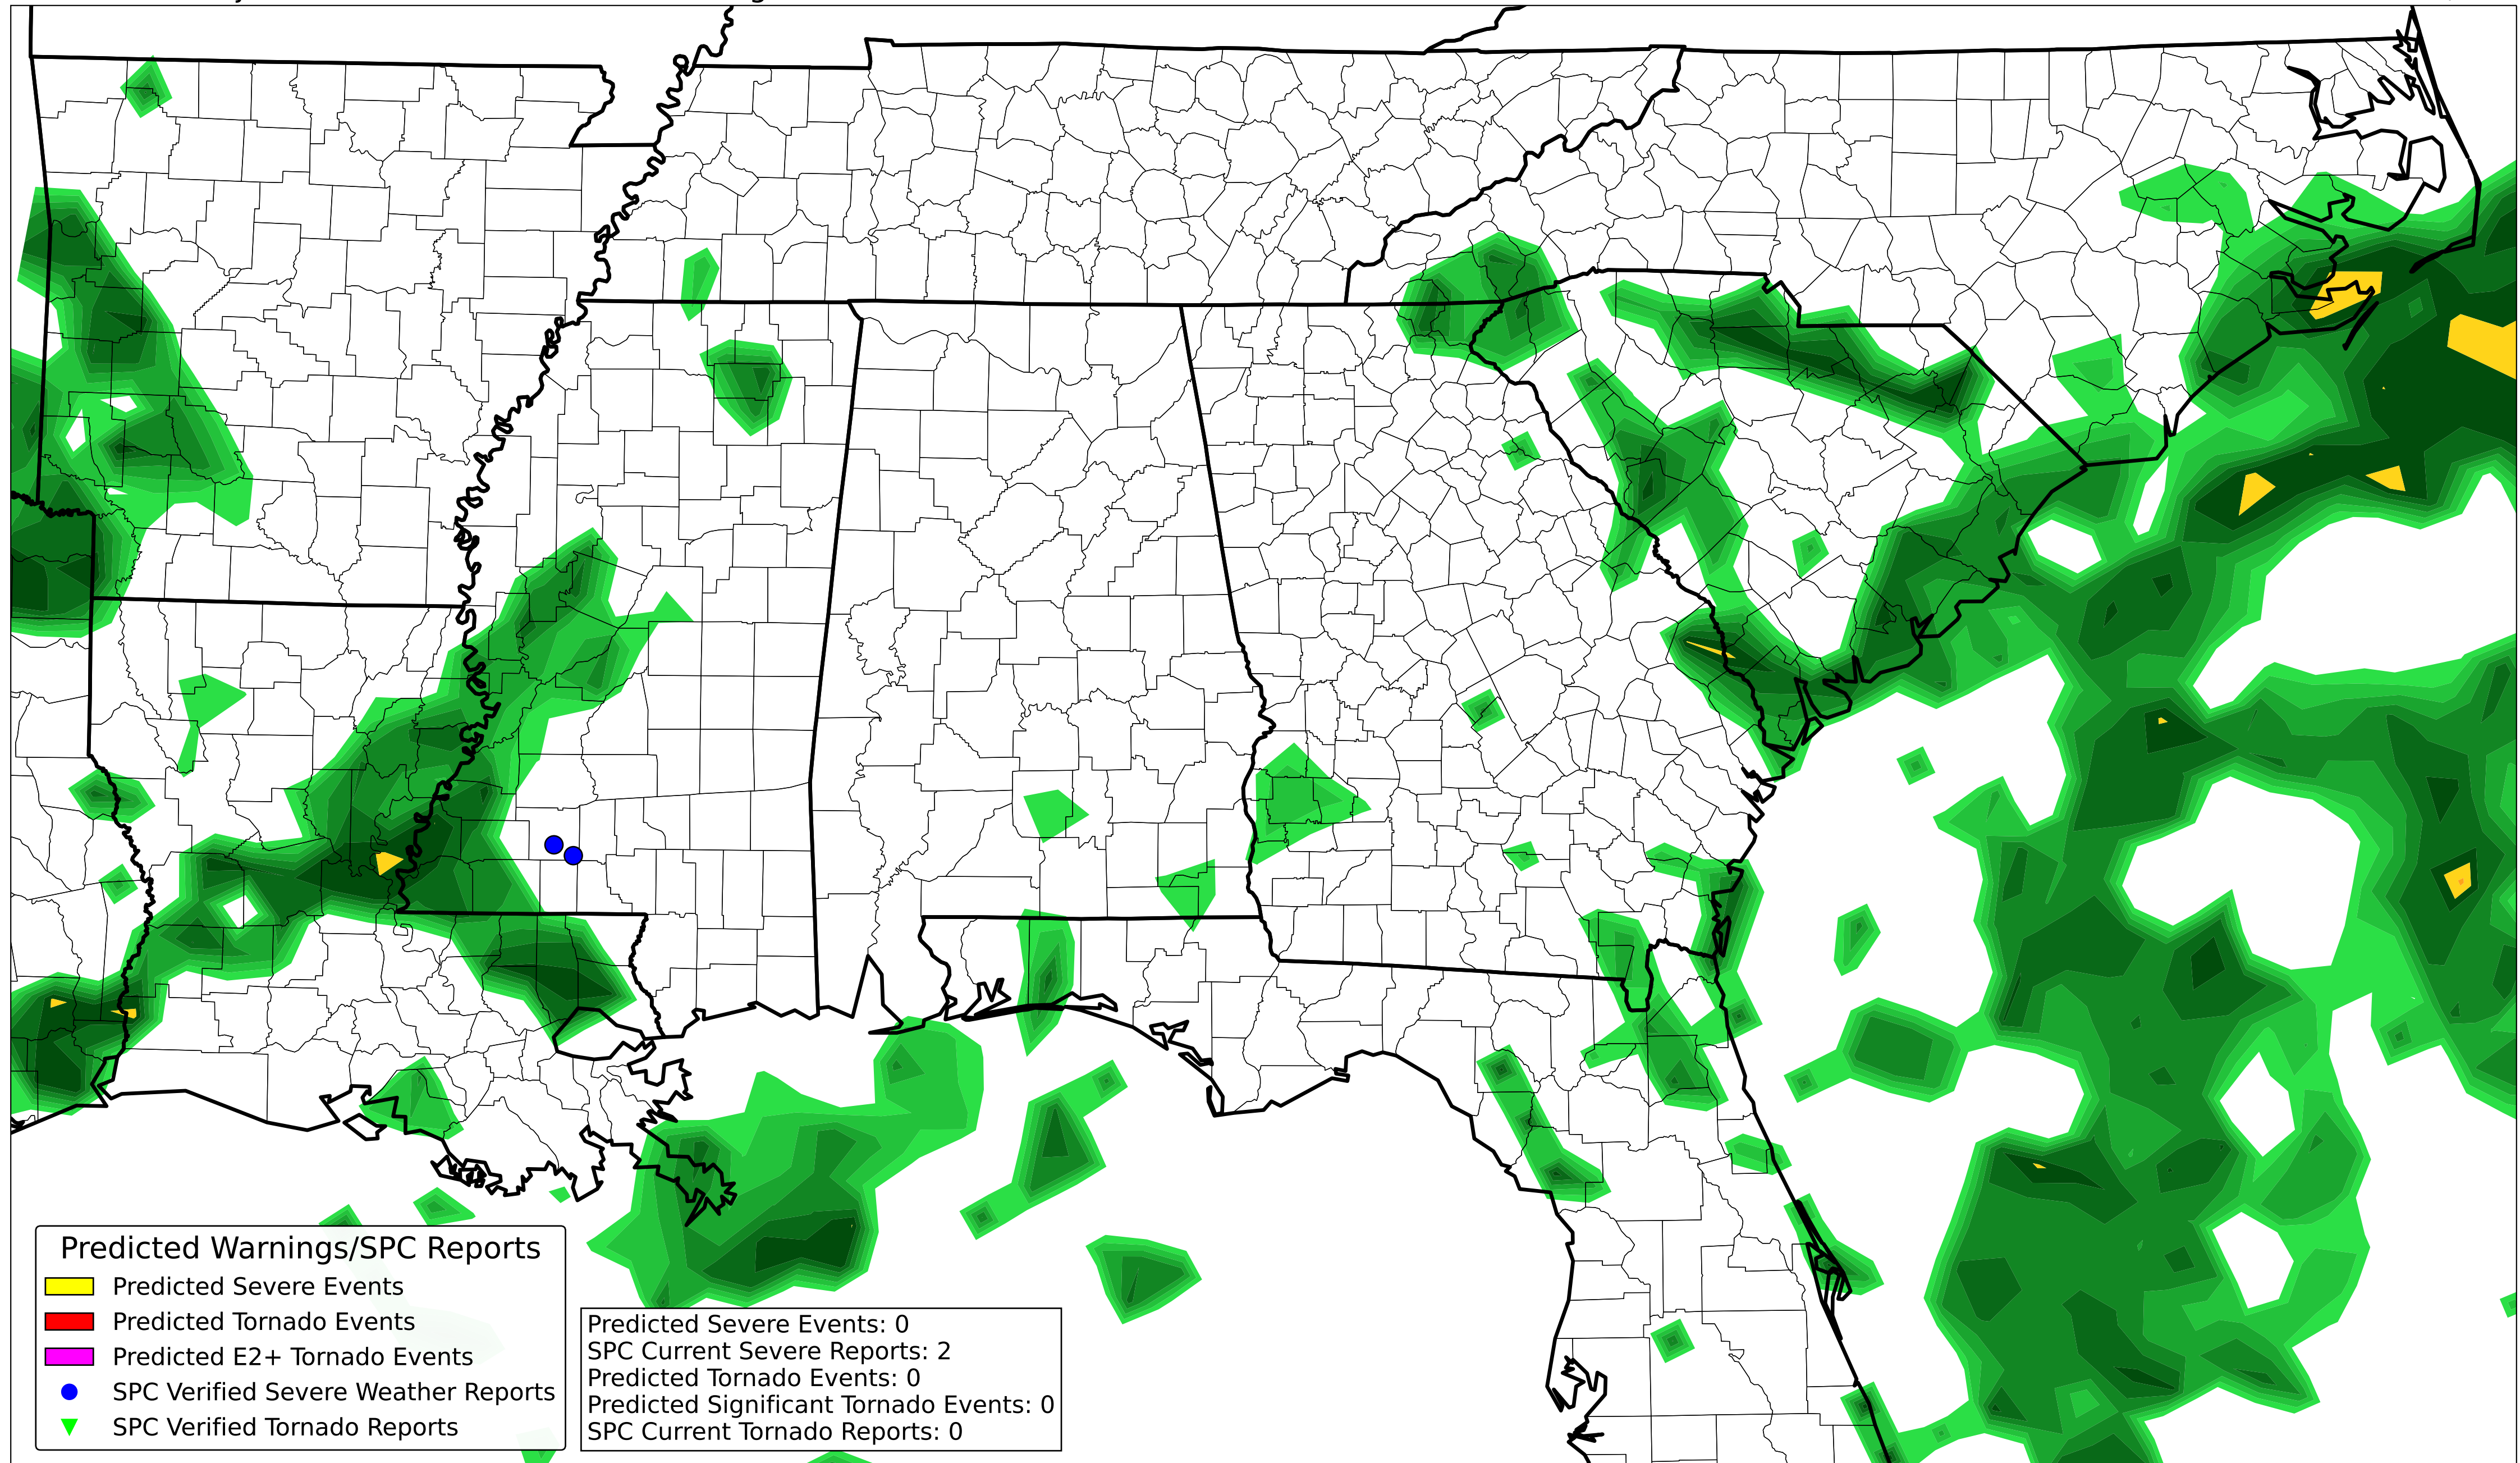 Predicted Warnings/SPC Reports
Predicted Severe Events
Predicted Tornado Events
Predicted E2+ Tornado Events
SPC Verified Severe Weather Reports
SPC Verified Tornado Reports
Predicted Severe Events: 0
SPC Current Severe Reports: 2
Predicted Tornado Events: 0
Predicted Significant Tornado Events: 0
SPC Current Tornado Reports: 0